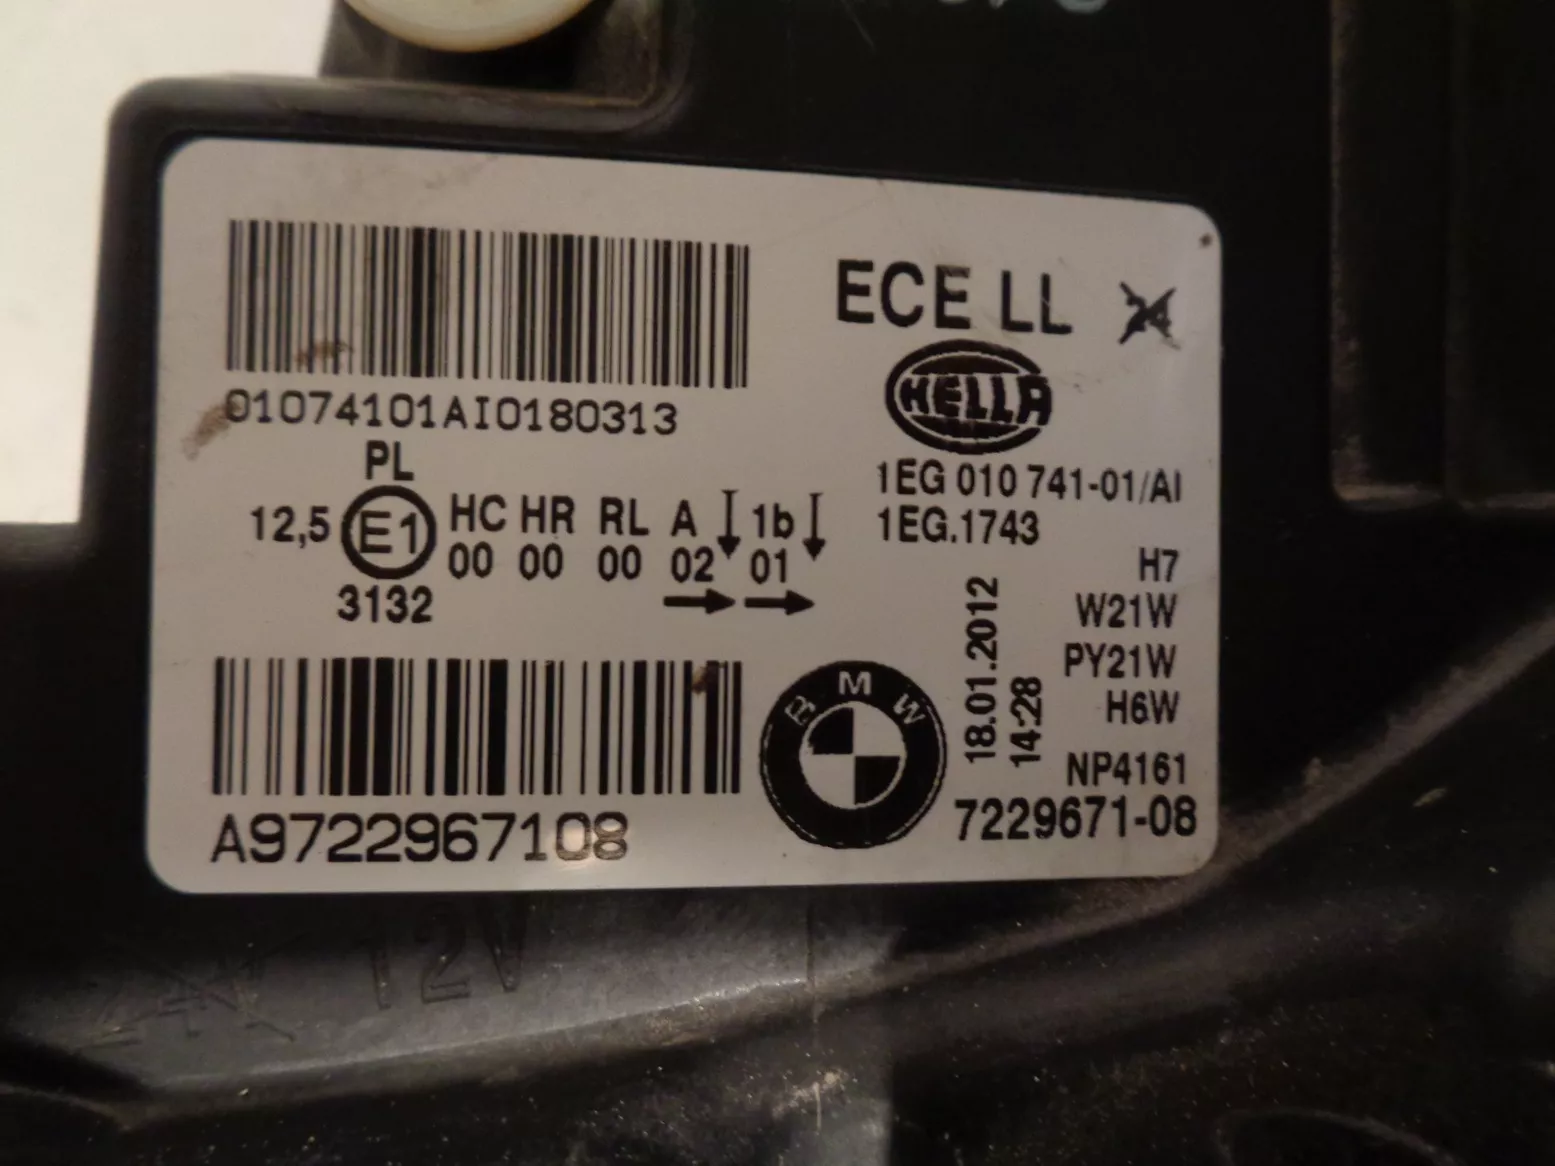 ECE LL 24
01074101AI0180313
HELLA
1EG 010 741-01/AI
1EG.1743
PL
12,5 E1 HC HR RL A 1b
00 00 00 02 01
3132
H7
W21W
PY21W
H6W
18.01.2012
14:28
NP4161
BMW
7229671-08
A9722967108
12V